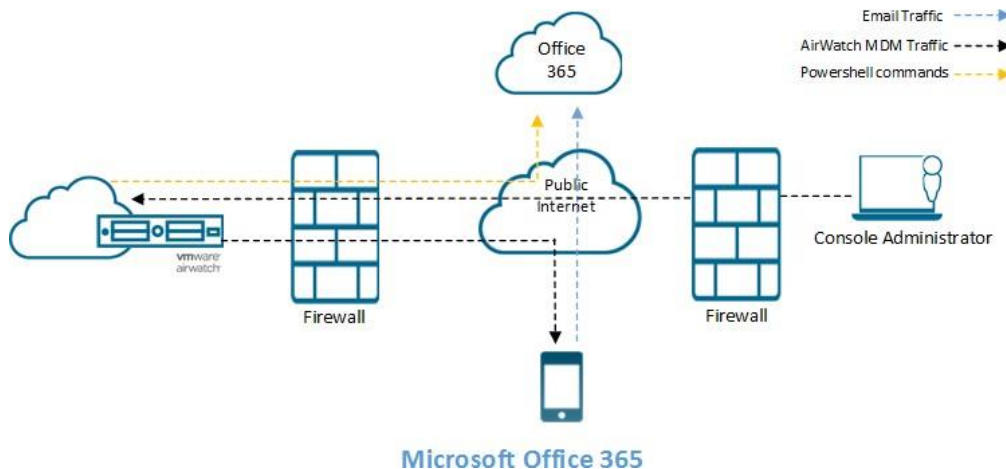 Email Traffic
AirWatch MDM Traffic
Powershell commands
Office
365
Public
Internet
vmware
airwatch
Firewall
Firewall
Console Administrator
Microsoft Office 365